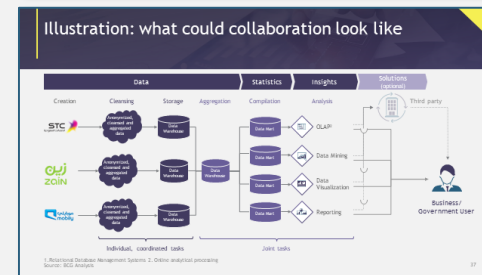 Illustration: what could collaboration look like
Data
Statistics
Insights
Solutions
(optional)
Creation
Cleansing
Storage
Aggregation
Compilation
Analysis
Third party
STC
Anonymized,
cleansed and
aggregated
data
Data
Warehouse
Data Mart
OLAP²
زين
ZAIN
Anonymized,
cleansed and
aggregated
data
Data
Warehouse
Data
Warehouse
Data Mart
Data Mining
Data Mart
Data
Visualization
mobily
Anonymized,
cleansed and
aggregated
data
Data
Warehouse
Data Mart
Reporting
Business/
Government User
Individual, coordinated tasks
Joint tasks
1. Relational Database Management Systems 2. Online analytical processing
Source: BCG Analysis
37